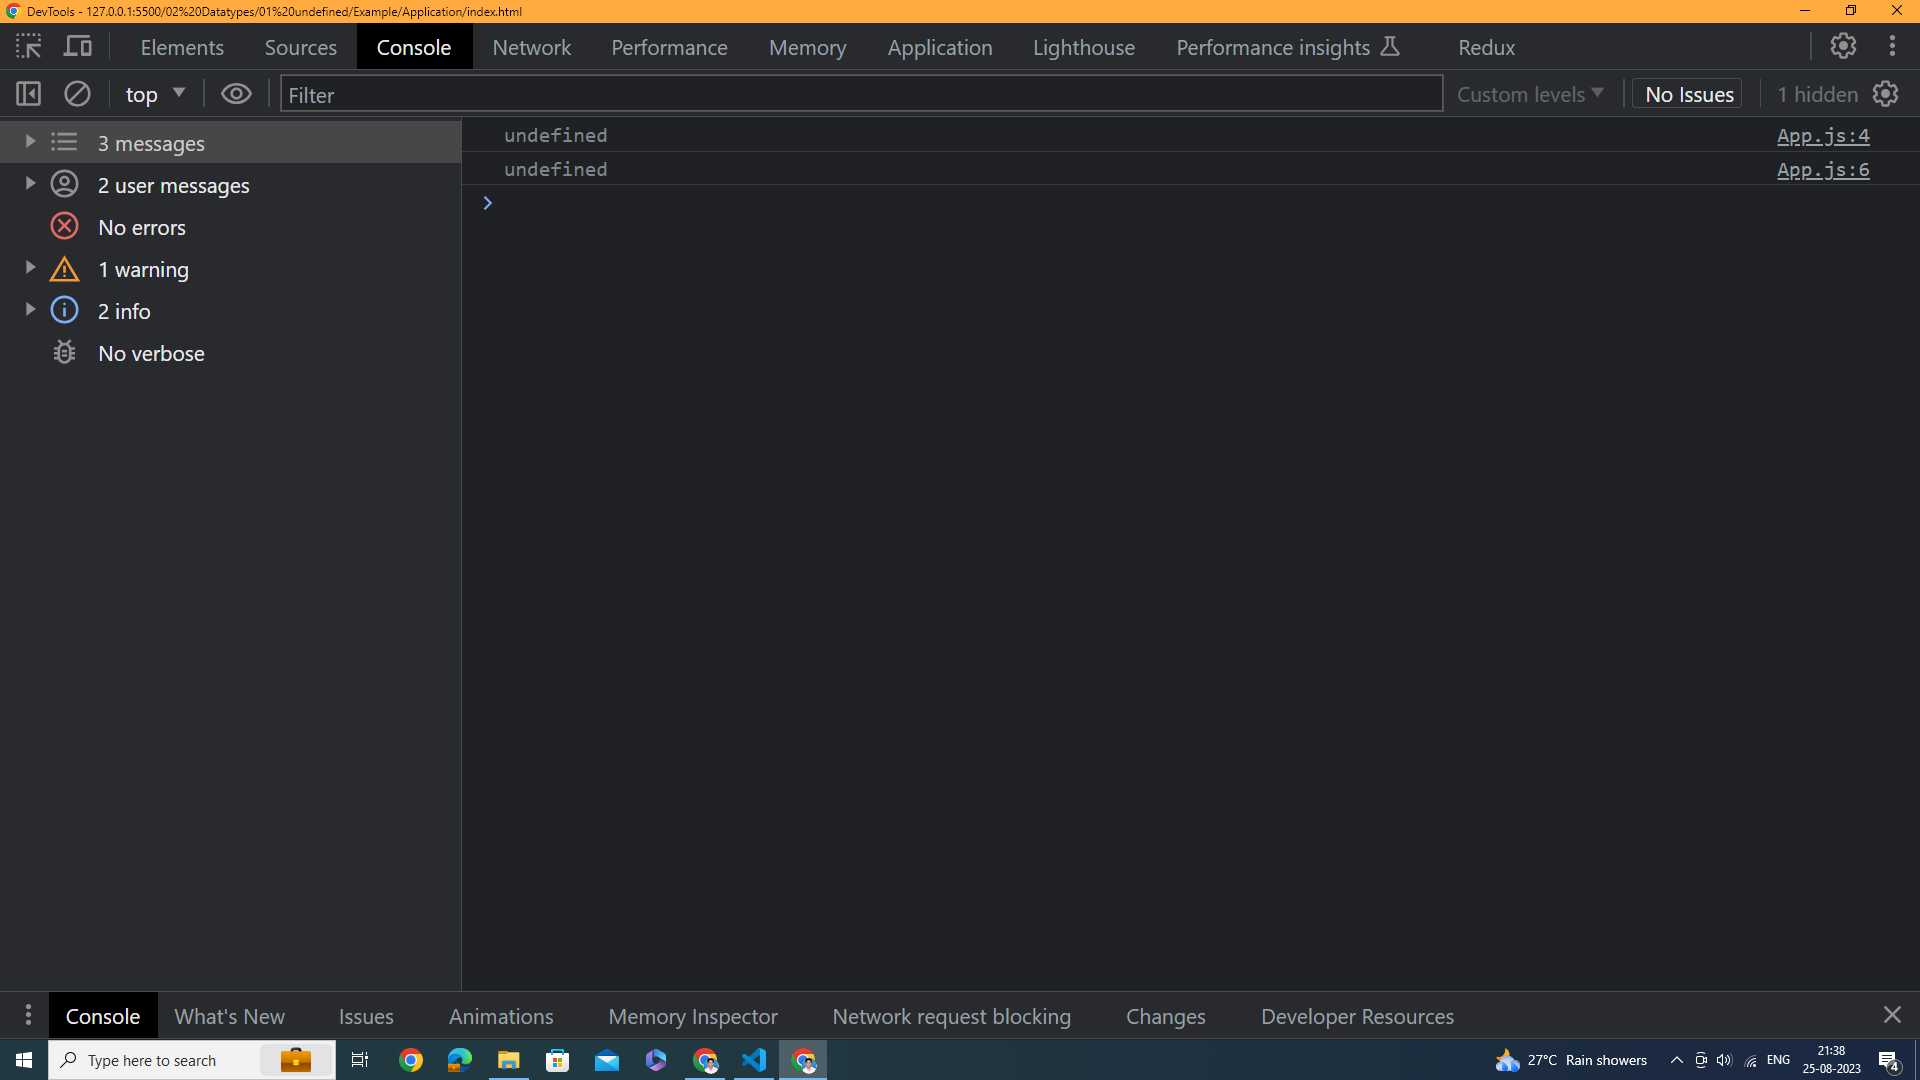 DevTools - 127.0.0.1:5500/02%20Datatypes/01%20undefined/Example/Application/index.html
Elements Sources Console Network Performance Memory Application Lighthouse Performance insights Redux
top Filter Custom levels No Issues 1 hidden
3 messages
2 user messages
No errors
1 warning
2 info
No verbose
undefined App.js:4
undefined App.js:6
Console What's New Issues Animations Memory Inspector Network request blocking Changes Developer Resources
Type here to search
27°C Rain showers
ENG
21:38
25-08-2023
4